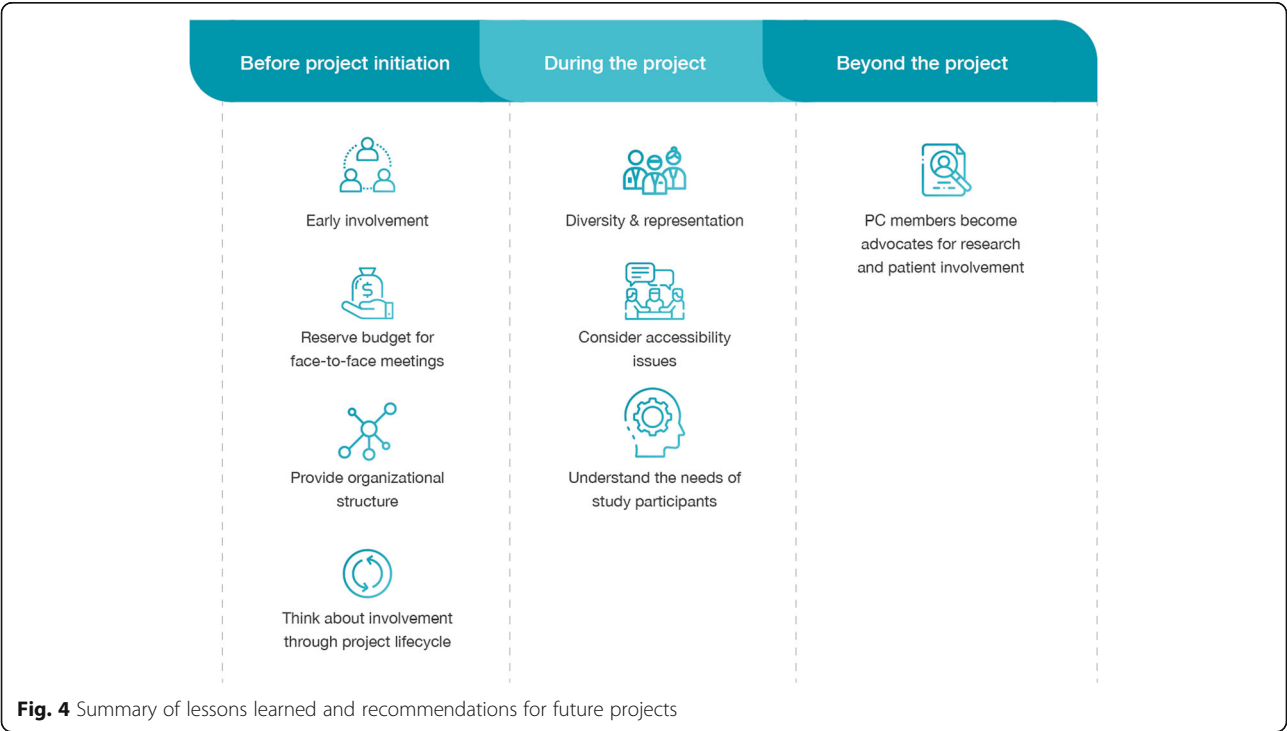 Before project initiation
During the project
Beyond the project
Early involvement
Reserve budget for
face-to-face meetings
Provide organizational
structure
Think about involvement
through project lifecycle
Diversity & representation
Consider accessibility
issues
Understand the needs of
study participants
PC members become
advocates for research
and patient involvement
$
Fig. 4 Summary of lessons learned and recommendations for future projects